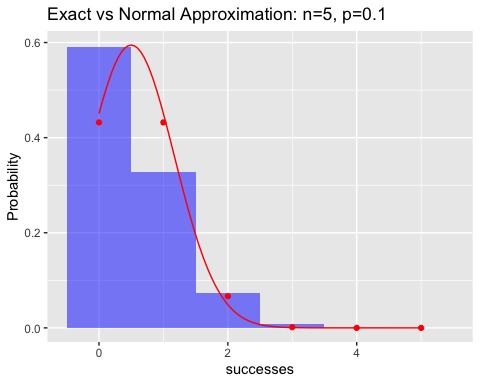 Exact vs Normal Approximation: n=5, p=0.1
Probability
0.6
0.4
0.2
0.0
0 2 4
successes